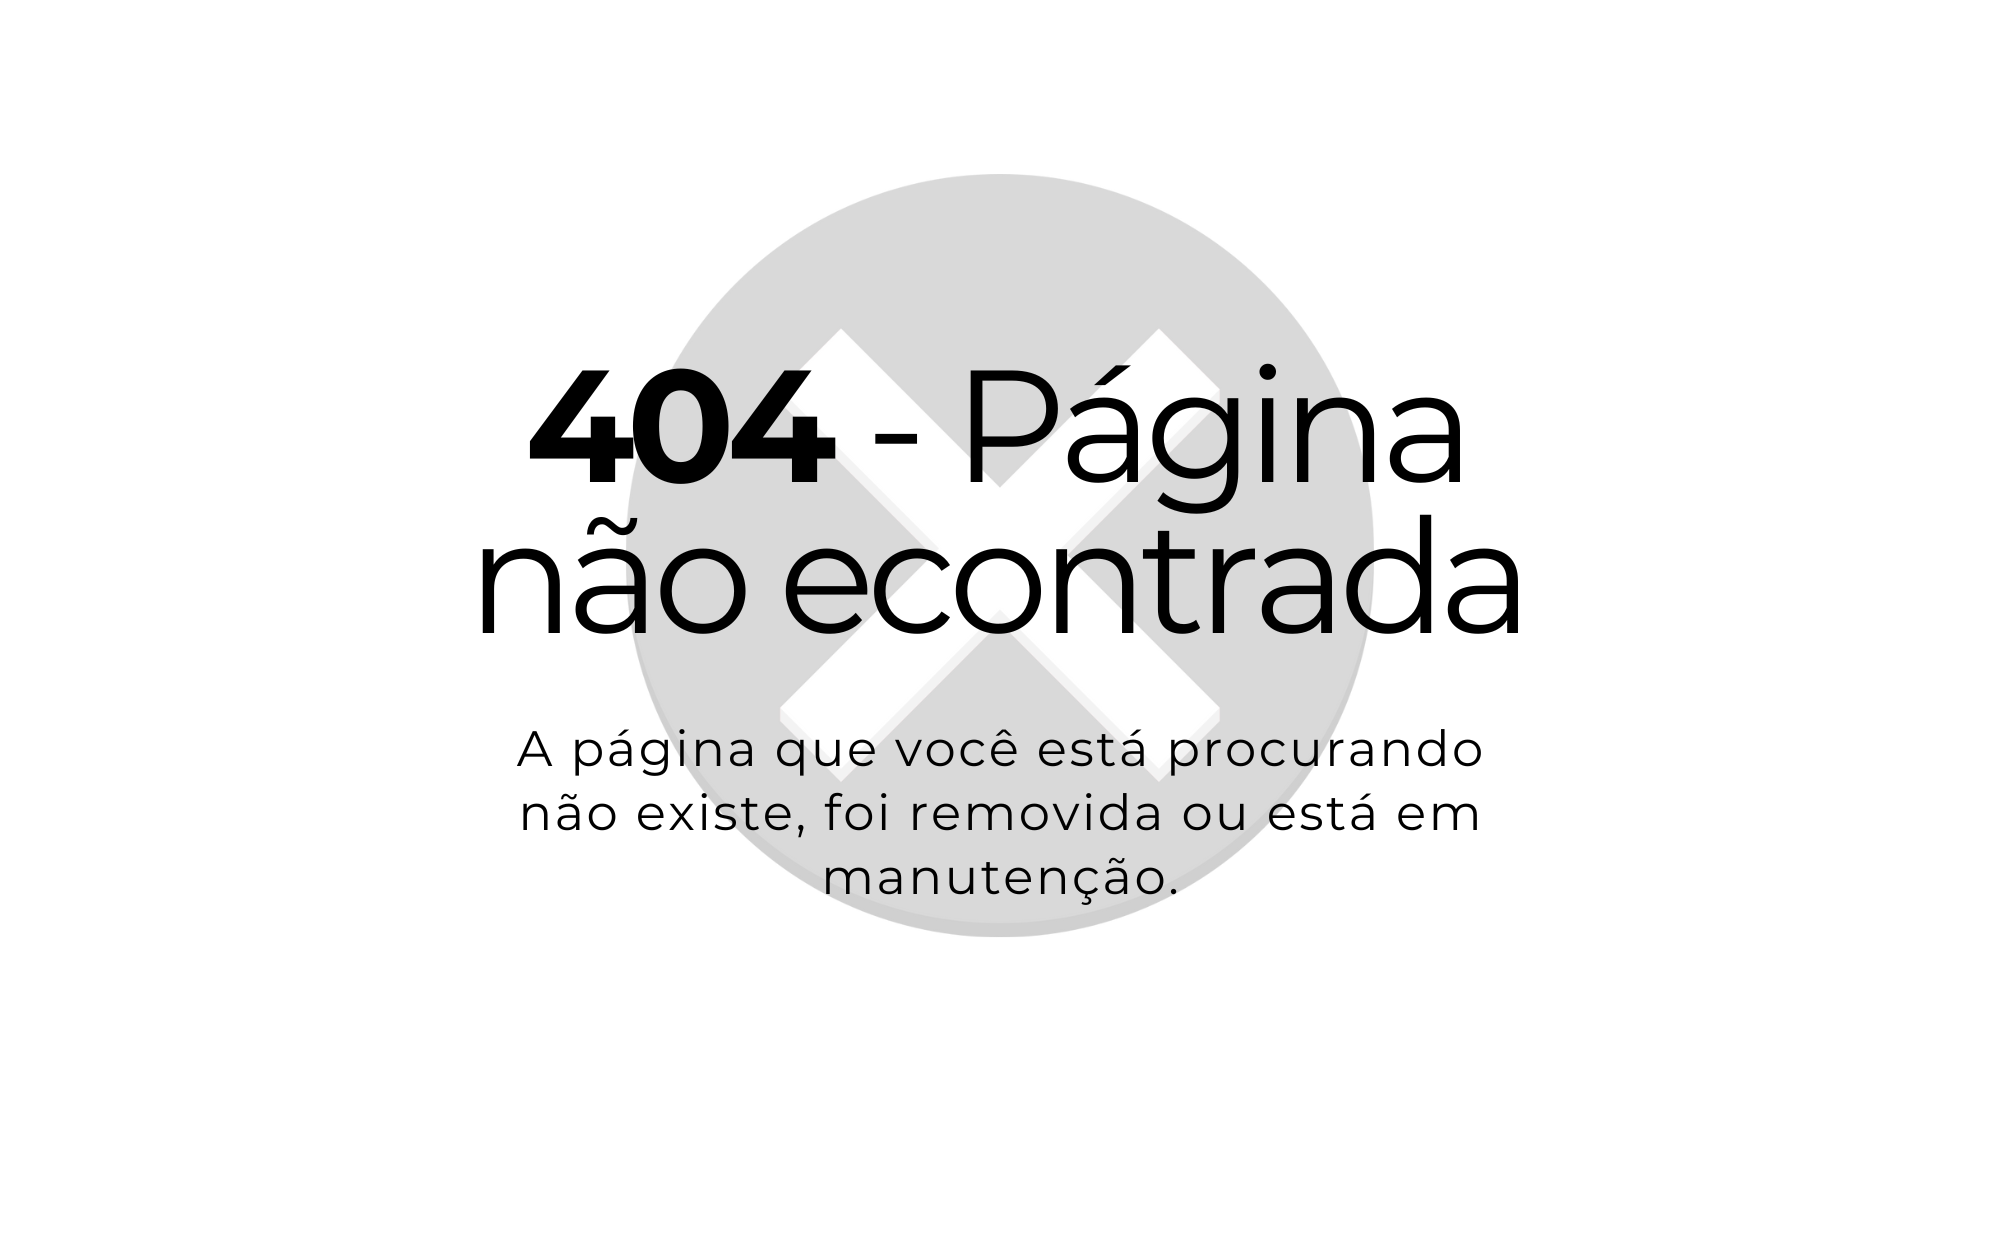 404 - Página
não econtrada
A página que você está procurando
não existe, foi removida ou está em
manutenção.